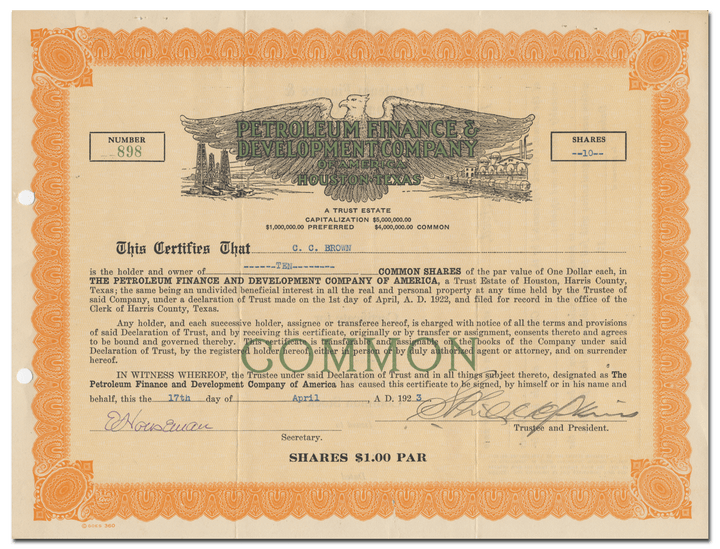 PETROLEUM FINANCE &
DEVELOPMENT COMPANY
OF AMERICA
HOUSTON-TEXAS
NUMBER
898
SHARES
--10--
A TRUST ESTATE
CAPITALIZATION $5,000,000.00
$1,000,000.00 PREFERRED $4,000,000.00 COMMON
This Certifies That C. C. BROWN
is the holder and owner of ------TEN-------- COMMON SHARES of the par value of One Dollar each, in
THE PETROLEUM FINANCE AND DEVELOPMENT COMPANY OF AMERICA, a Trust Estate of Houston, Harris County,
Texas; the same being an undivided beneficial interest in all the real and personal property at any time held by the Trustee of
said Company, under a declaration of Trust made on the 1st day of April, A. D. 1922, and filed for record in the office of the
Clerk of Harris County, Texas.
Any holder, and each successive holder, assignee or transferee hereof, is charged with notice of all the terms and provisions
of said Declaration of Trust, and by receiving this certificate, originally or by transfer or assignment, consents thereto and agrees
to be bound and governed thereby. This certificate is transferable and assignable on the books of the Company under said
Declaration of Trust, by the registered holder hereof, either in person or by duly authorized agent or attorney, and on surrender
hereof.
COMMON
IN WITNESS WHEREOF, the Trustee under said Declaration of Trust and in all things subject thereto, designated as The
Petroleum Finance and Development Company of America has caused this certificate to be signed, by himself or in his name and
behalf, this the 17th day of April, A D. 1923.
Secretary.
Trustee and President.
SHARES $1.00 PAR